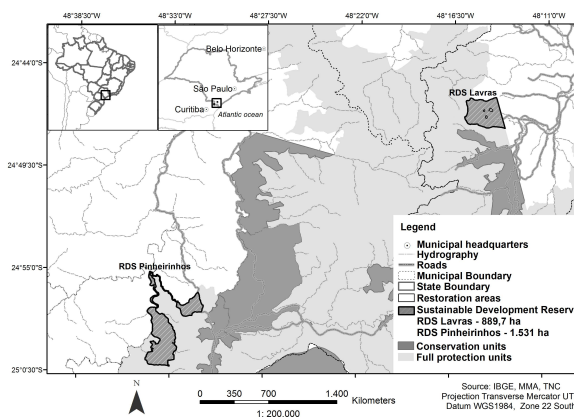 48°38'30"W 48°33'0"W 48°27'30"W 48°22'0"W 48°16'30"W 48°11'0"W
24°44'0"S
24°49'30"S
24°55'0"S
25°0'30"S
Belo Horizonte
São Paulo
Curitiba
Atlantic ocean
RDS Lavras
RDS Pinheirinhos
Legend
Municipal headquarters
Hydrography
Roads
Municipal Boundary
State Boundary
Restoration areas
Sustainable Development Reserv
RDS Lavras - 889,7 ha
RDS Pinheirinhos - 1.531 ha
Conservation units
Full protection units
N
0 350 700 1.400
Kilometers
1: 200.000
Source: IBGE, MMA, TNC
Projection Transverse Mercator UT
Datum WGS1984, Zone 22 South